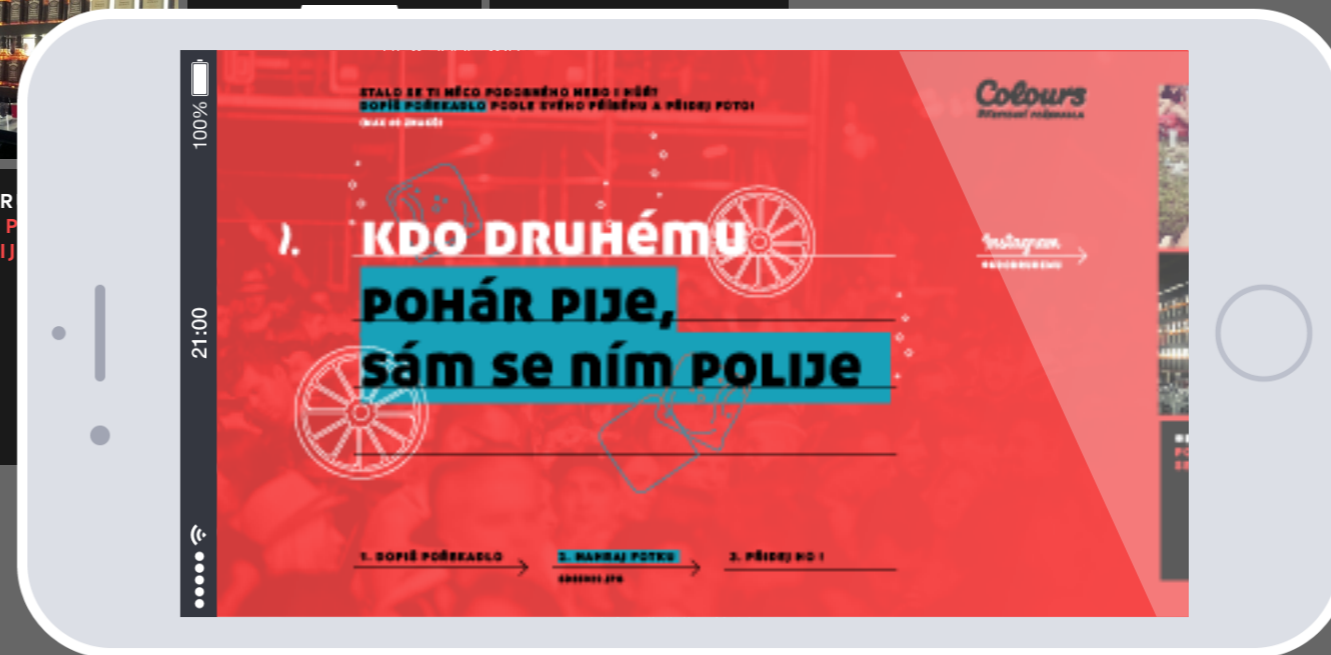 STALO SE TI NĚCO PODOBNÉHO NEBO I HŮŘ?
DOPIŠ POŘEKADLO PODLE SVÉHO PŘÍBĚHU A PŘIDEJ FOTO!
Colours
1. KDO DRUHÉMU
POHÁR PIJE,
SÁM SE NÍM POLIJE
Instagram
#KDODRUHEMU
1. DOPIŠ POŘEKADLO
2. NAHRAJ FOTKU
3. PŘIDEJ HO !
100%
21:00